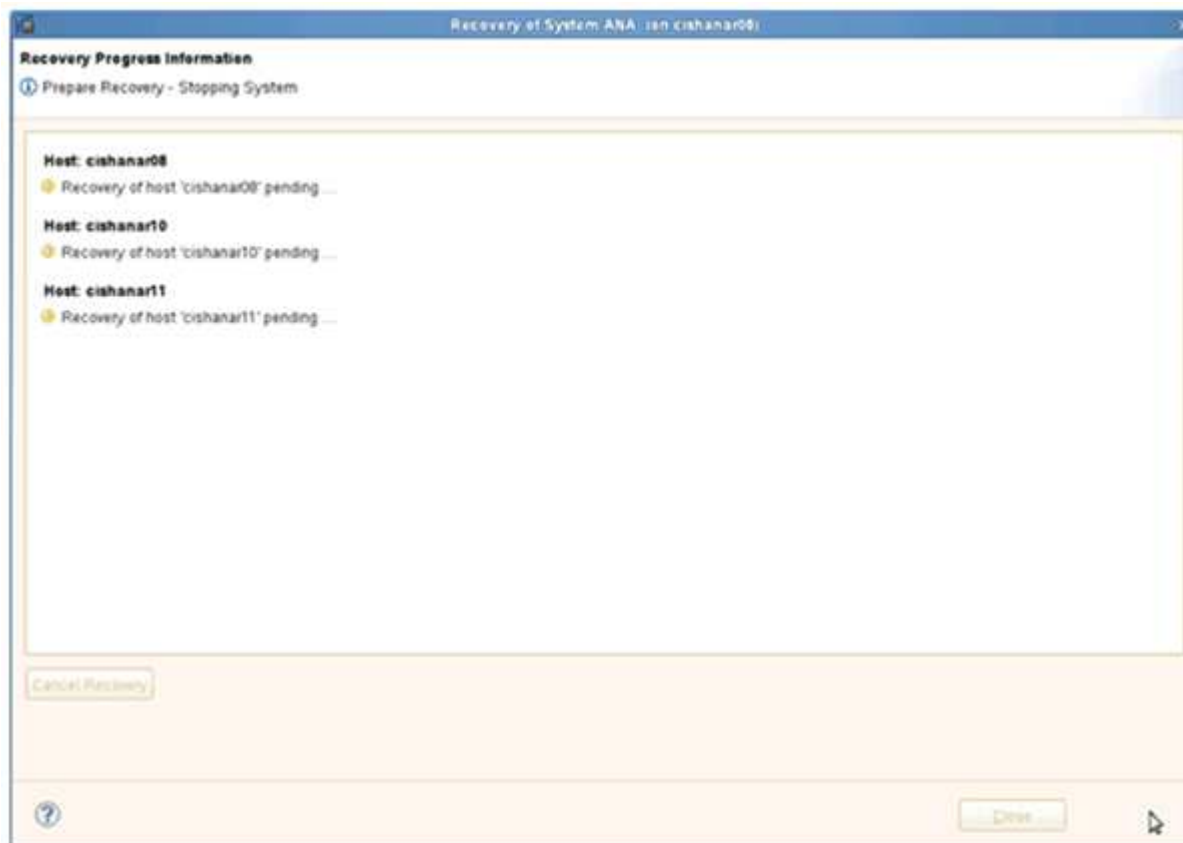 Recovery of System ANA (on cishanar08)
Recovery Progress Information
Prepare Recovery - Stopping System
Host: cishanar08
Recovery of host 'cishanar08' pending ...
Host: cishanar10
Recovery of host 'cishanar10' pending ...
Host: cishanar11
Recovery of host 'cishanar11' pending ...
Cancel Recovery
?
Close